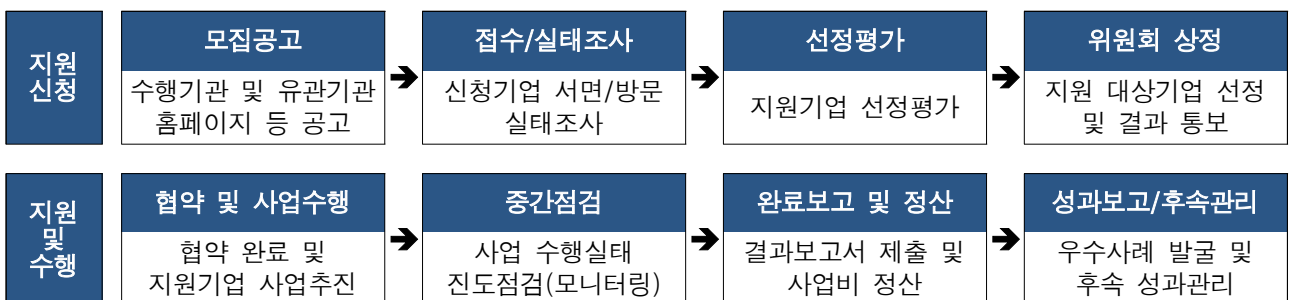 지원
신청
모집공고
수행기관 및 유관기관
홈페이지 등 공고
접수/실태조사
신청기업 서면/방문
실태조사
선정평가
지원기업 선정평가
위원회 상정
지원 대상기업 선정
및 결과 통보
지원
및
수행
협약 및 사업수행
협약 완료 및
지원기업 사업추진
중간점검
사업 수행실태
진도점검(모니터링)
완료보고 및 정산
결과보고서 제출 및
사업비 정산
성과보고/후속관리
우수사례 발굴 및
후속 성과관리